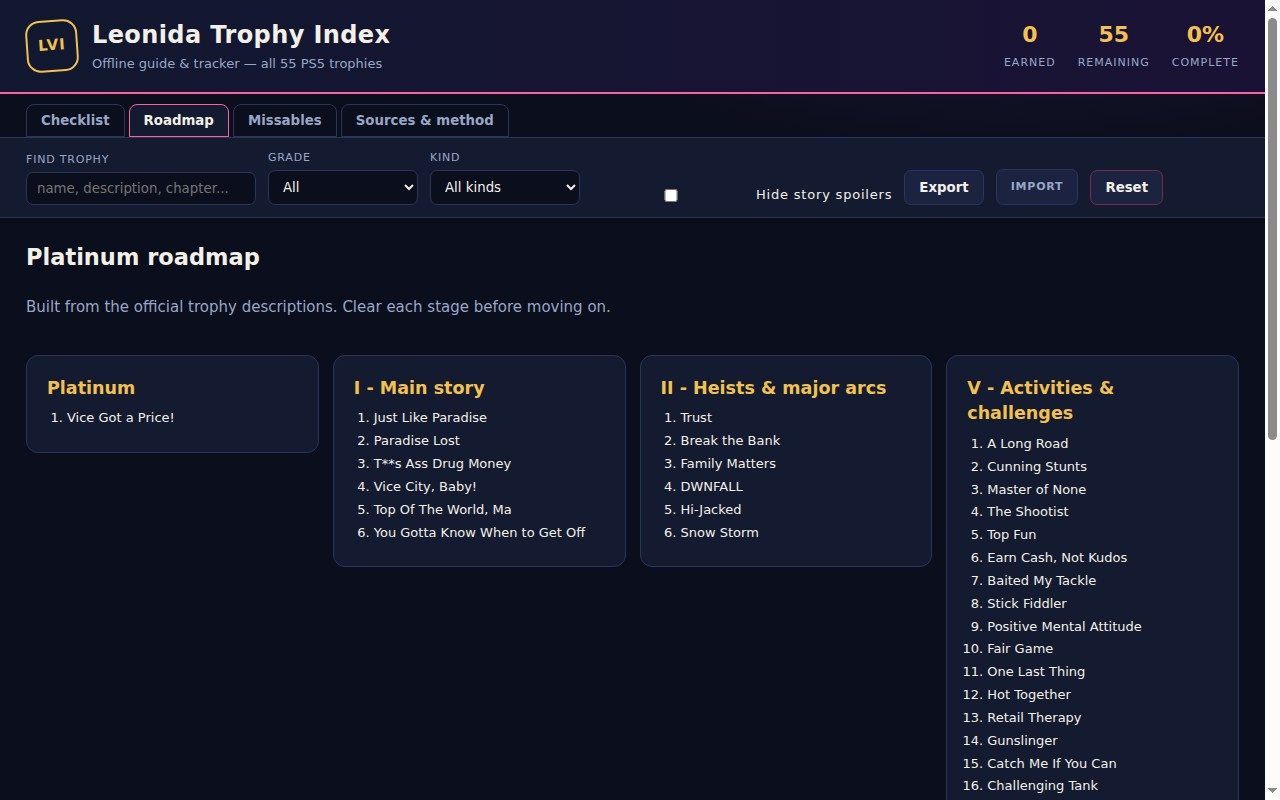 LVI
Leonida Trophy Index
Offline guide & tracker — all 55 PS5 trophies
0
EARNED
55
REMAINING
0%
COMPLETE
Checklist
Roadmap
Missables
Sources & method
FIND TROPHY
name, description, chapter...
GRADE
All
KIND
All kinds
Hide story spoilers
Export
IMPORT
Reset
Platinum roadmap
Built from the official trophy descriptions. Clear each stage before moving on.
Platinum
1. Vice Got a Price!
I - Main story
1. Just Like Paradise
2. Paradise Lost
3. T**s Ass Drug Money
4. Vice City, Baby!
5. Top Of The World, Ma
6. You Gotta Know When to Get Off
II - Heists & major arcs
1. Trust
2. Break the Bank
3. Family Matters
4. DWNFALL
5. Hi-Jacked
6. Snow Storm
V - Activities &
challenges
1. A Long Road
2. Cunning Stunts
3. Master of None
4. The Shootist
5. Top Fun
6. Earn Cash, Not Kudos
7. Baited My Tackle
8. Stick Fiddler
9. Positive Mental Attitude
10. Fair Game
11. One Last Thing
12. Hot Together
13. Retail Therapy
14. Gunslinger
15. Catch Me If You Can
16. Challenging Tank